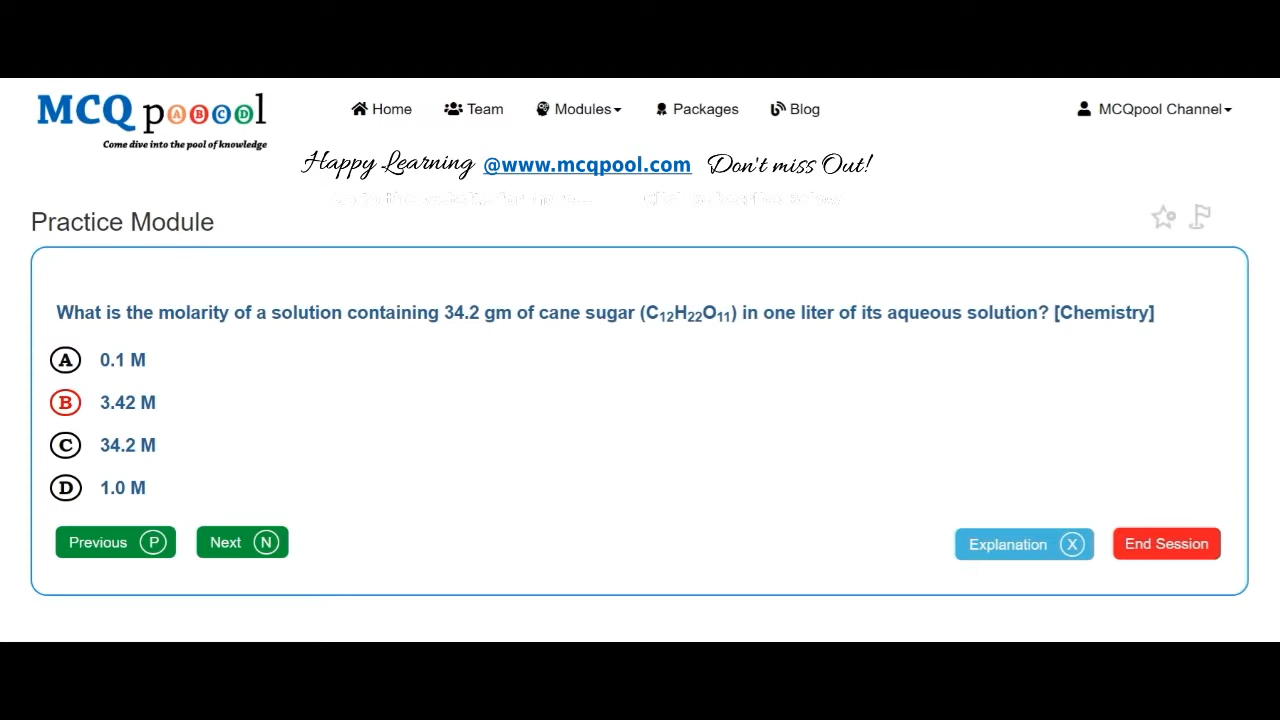 MCQ pooool
Come dive into the pool of knowledge
Home Team Modules Packages Blog MCQpool Channel
Happy Learning @www.mcqpool.com Don't miss Out!
Practice Module
What is the molarity of a solution containing 34.2 gm of cane sugar (C₁₂H₂₂O₁₁) in one liter of its aqueous solution? [Chemistry]
A 0.1 M
B 3.42 M
C 34.2 M
D 1.0 M
Previous P Next N Explanation X End Session